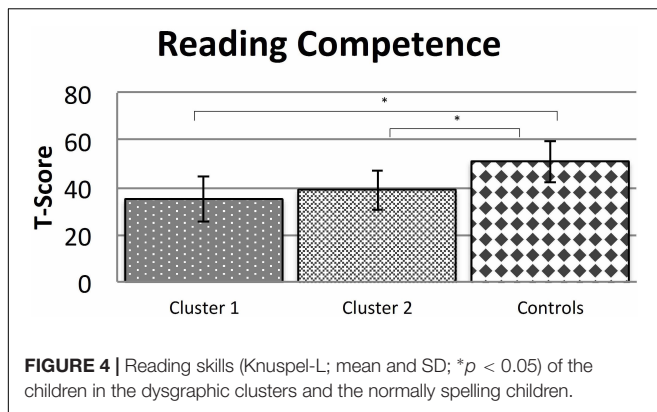 Reading Competence
80
*
60
*
T-Score
40
20
0
Cluster 1 Cluster 2 Controls
FIGURE 4 | Reading skills (Knuspel-L; mean and SD; *p < 0.05) of the
children in the dysgraphic clusters and the normally spelling children.